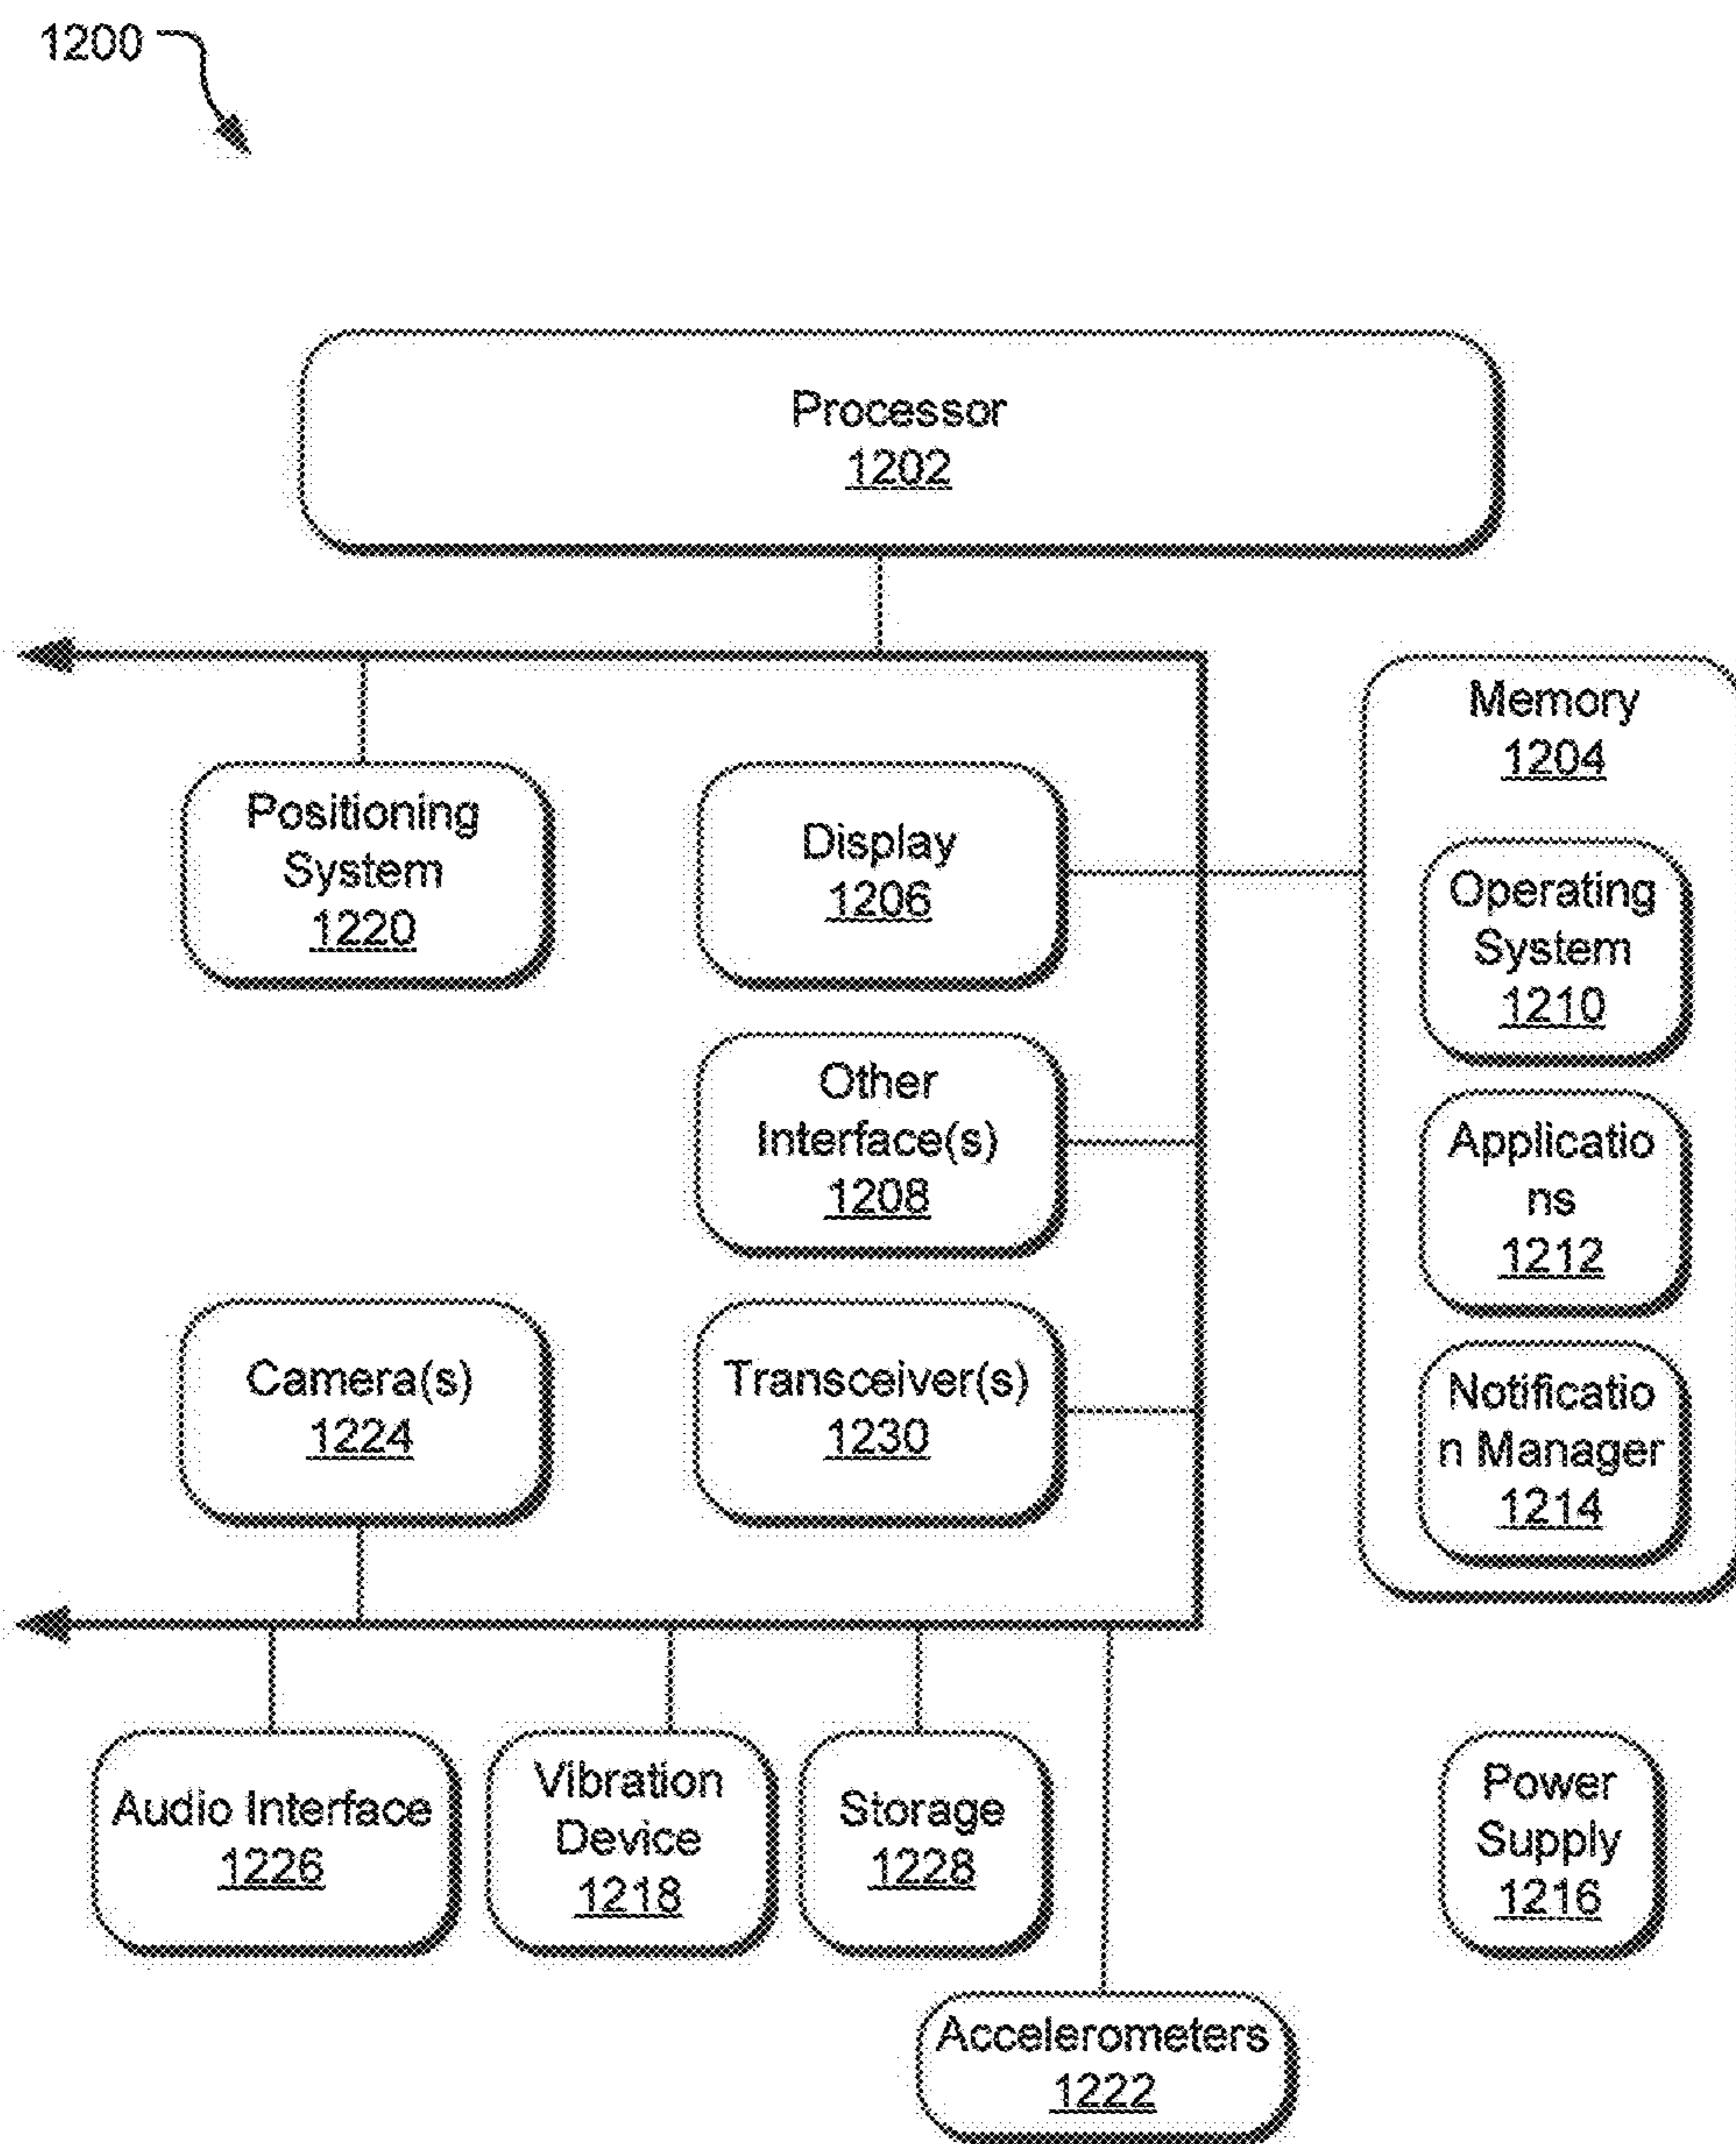 1200
Processor
1202
Memory
1204
Positioning
System
1220
Display
1206
Operating
System
1210
Other
Interface(s)
1208
Applicatio
ns
1212
Camera(s)
1224
Transceiver(s)
1230
Notificatio
n Manager
1214
Audio Interface
1226
Vibration
Device
1218
Storage
1228
Power
Supply
1216
Accelerometers
1222